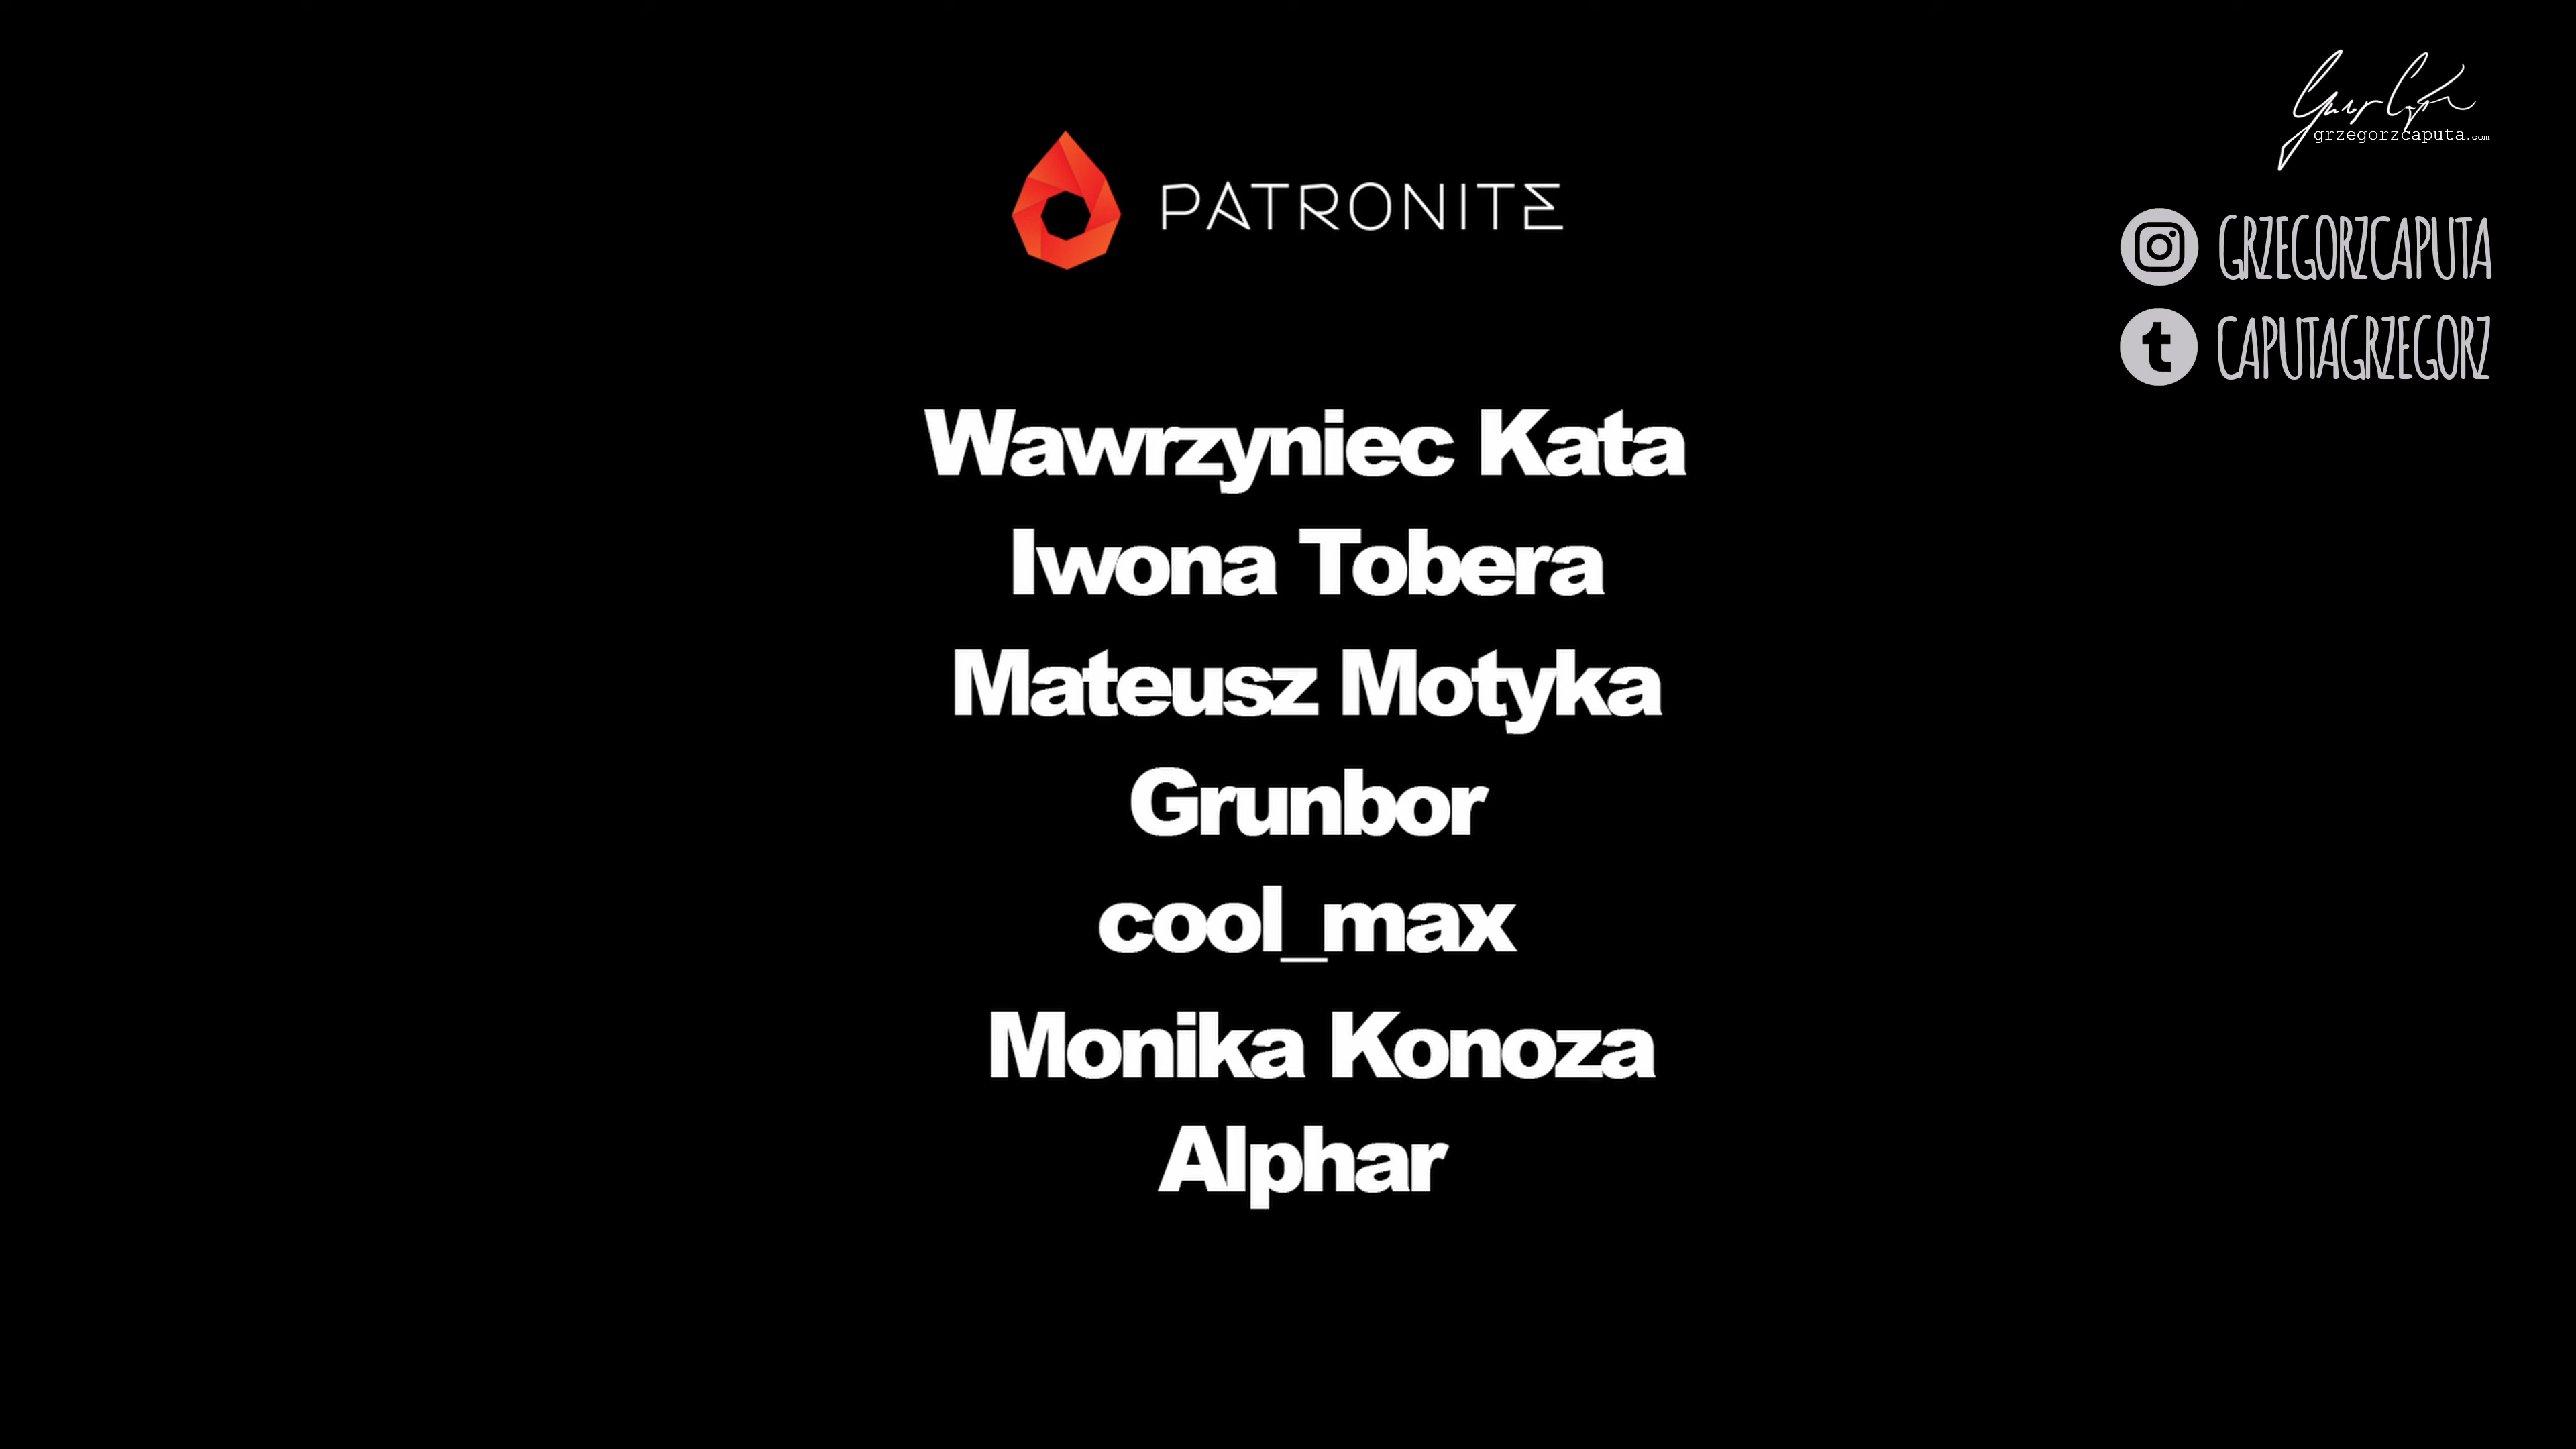 PATRONITE
grzegorzcaputa.com
GRZEGORZCAPUTA
CAPUTAGRZEGORZ
Wawrzyniec Kata
Iwona Tobera
Mateusz Motyka
Grunbor
cool_max
Monika Konoza
Alphar